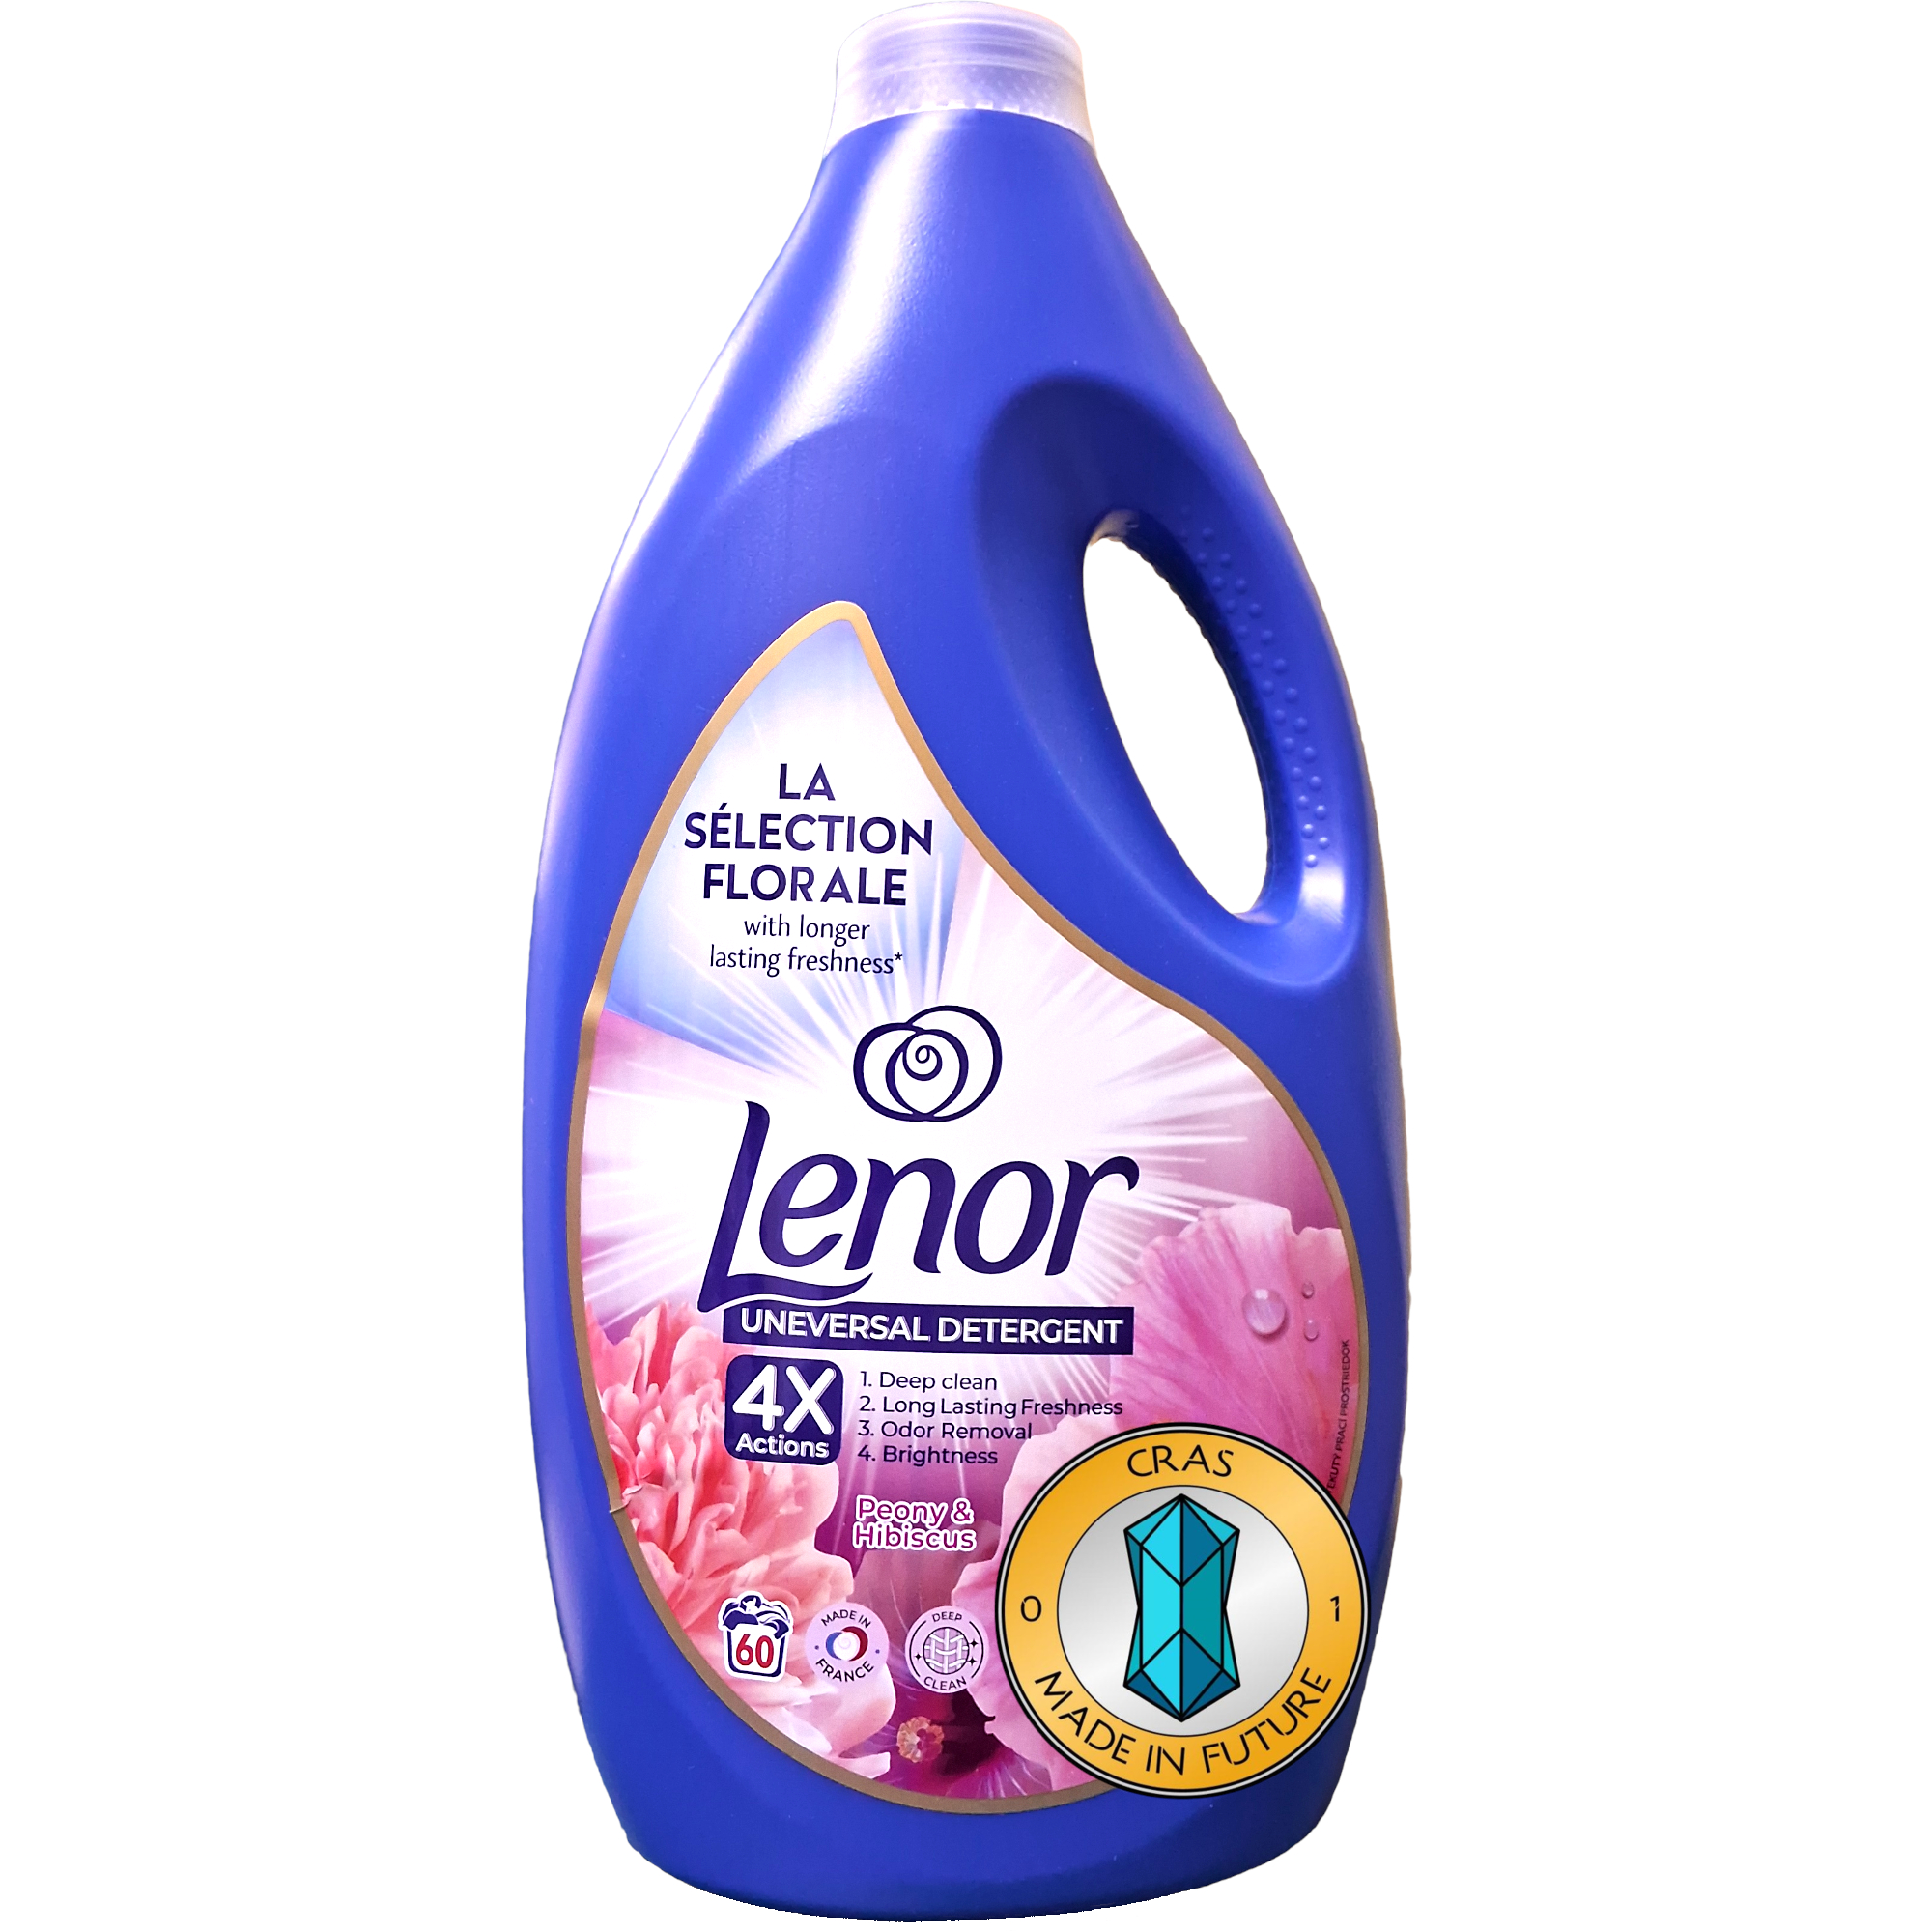 LA
SÉLECTION
FLORALE
with longer
lasting freshness*
Lenor
UNEVERSAL DETERGENT
4X
Actions
1. Deep clean
2. Long Lasting Freshness
3. Odor Removal
4. Brightness
Peony &
Hibiscus
60
MADE IN
FRANCE
DEEP
CLEAN
PRACÍ PROSTRIEDOK
CRAS
0 1
MADE IN FUTURE